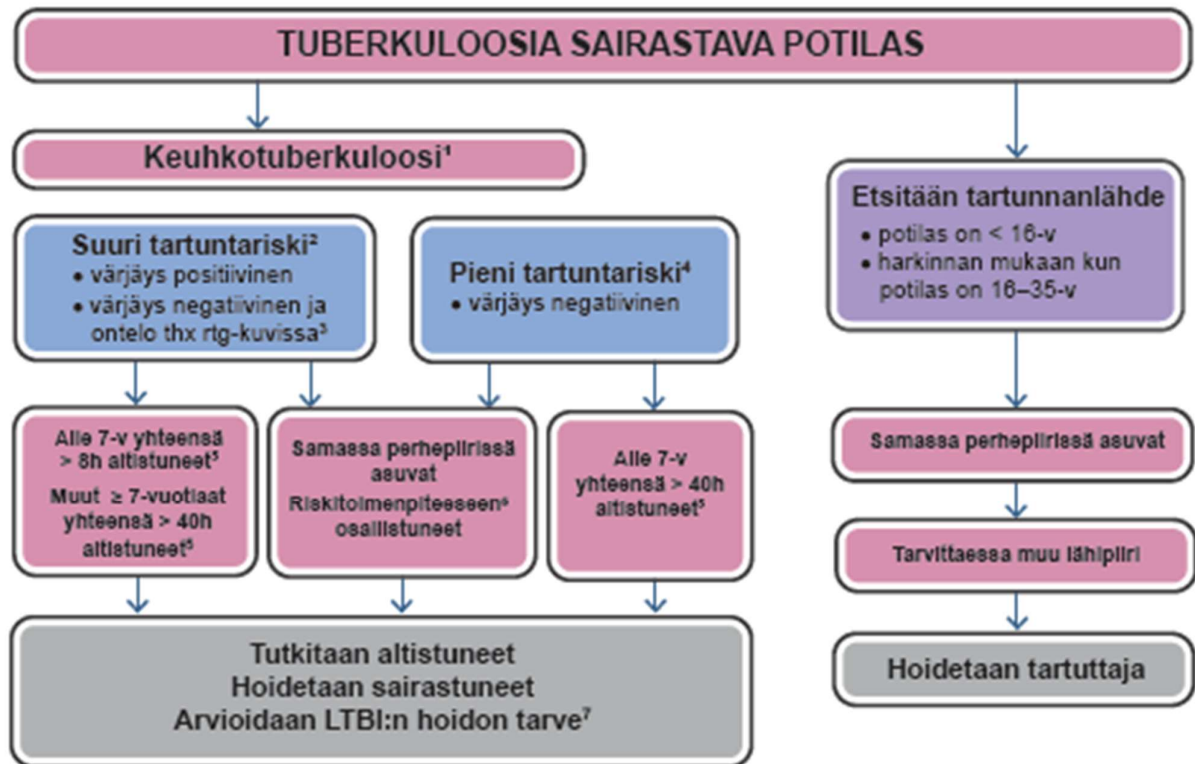 TUBERKULOOSIA SAIRASTAVA POTILAS
Keuhkotuberkuloosi¹
Suuri tartuntariski²
• värjäys positiivinen
• värjäys negatiivinen ja
ontelo thx rtg-kuvissa³
Pieni tartuntariski⁴
• värjäys negatiivinen
Alle 7-v yhteensä
> 8h altistuneet⁵
Muut ≥ 7-vuotiaat
yhteensä > 40h
altistuneet⁵
Samassa perhepiirissä
asuvat
Riskitoimenpiteeseen⁶
osallistuneet
Alle 7-v
yhteensä > 40h
altistuneet⁵
Tutkitaan altistuneet
Hoidetaan sairastuneet
Arvioidaan LTBI:n hoidon tarve⁷
Etsitään tartunnanlähde
• potilas on < 16-v
• harkinnan mukaan kun
potilas on 16–35-v
Samassa perhepiirissä asuvat
Tarvittaessa muu lähipiiri
Hoidetaan tartuttaja